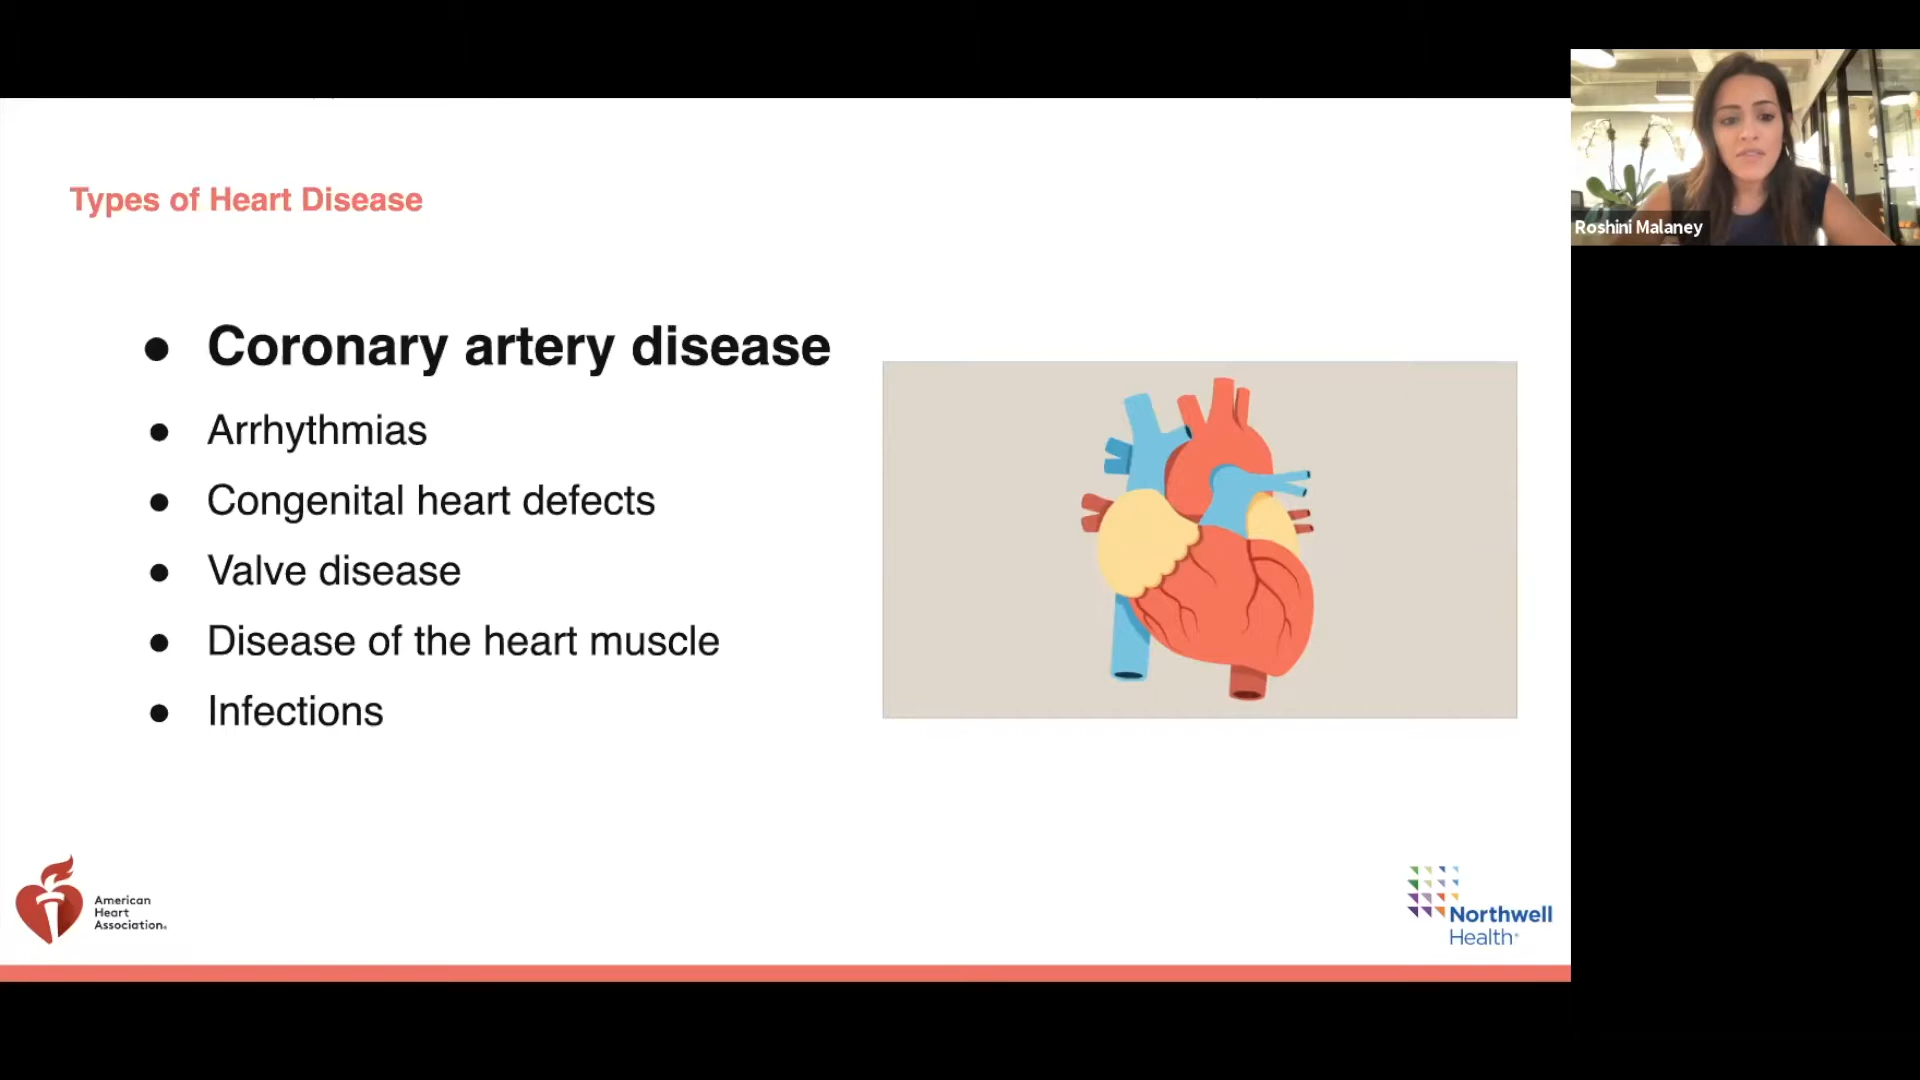 Types of Heart Disease
● Coronary artery disease
● Arrhythmias
● Congenital heart defects
● Valve disease
● Disease of the heart muscle
● Infections
American
Heart
Association®
Northwell
Health®
Roshini Malaney